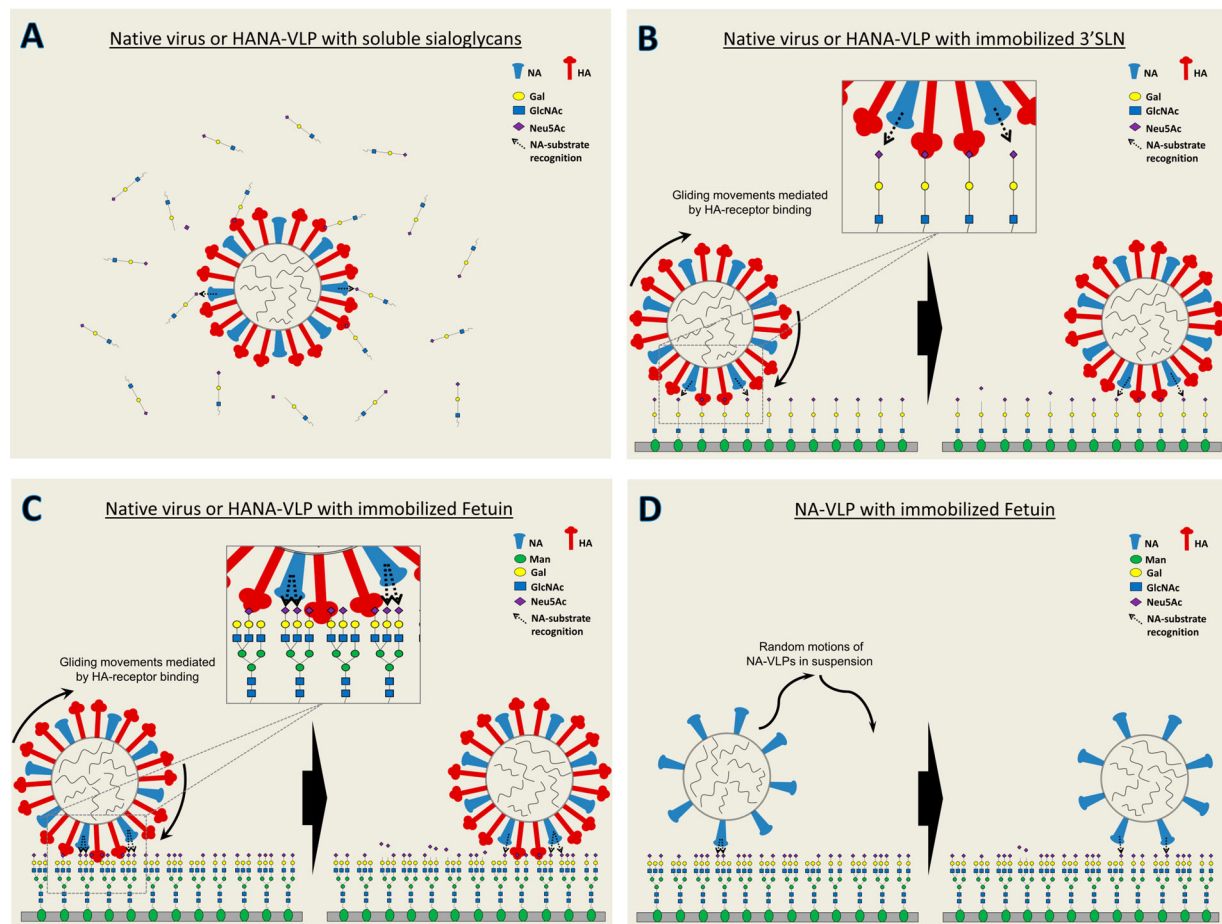 A
Native virus or HANA-VLP with soluble sialoglycans
NA
HA
Gal
GlcNAc
Neu5Ac
NA-substrate
recognition
B
Native virus or HANA-VLP with immobilized 3’SLN
NA
HA
Gal
GlcNAc
Neu5Ac
NA-substrate
recognition
Gliding movements mediated
by HA-receptor binding
C
Native virus or HANA-VLP with immobilized Fetuin
NA
HA
Man
Gal
GlcNAc
Neu5Ac
NA-substrate
recognition
Gliding movements mediated
by HA-receptor binding
D
NA-VLP with immobilized Fetuin
NA
HA
Man
Gal
GlcNAc
Neu5Ac
NA-substrate
recognition
Random motions of
NA-VLPs in suspension